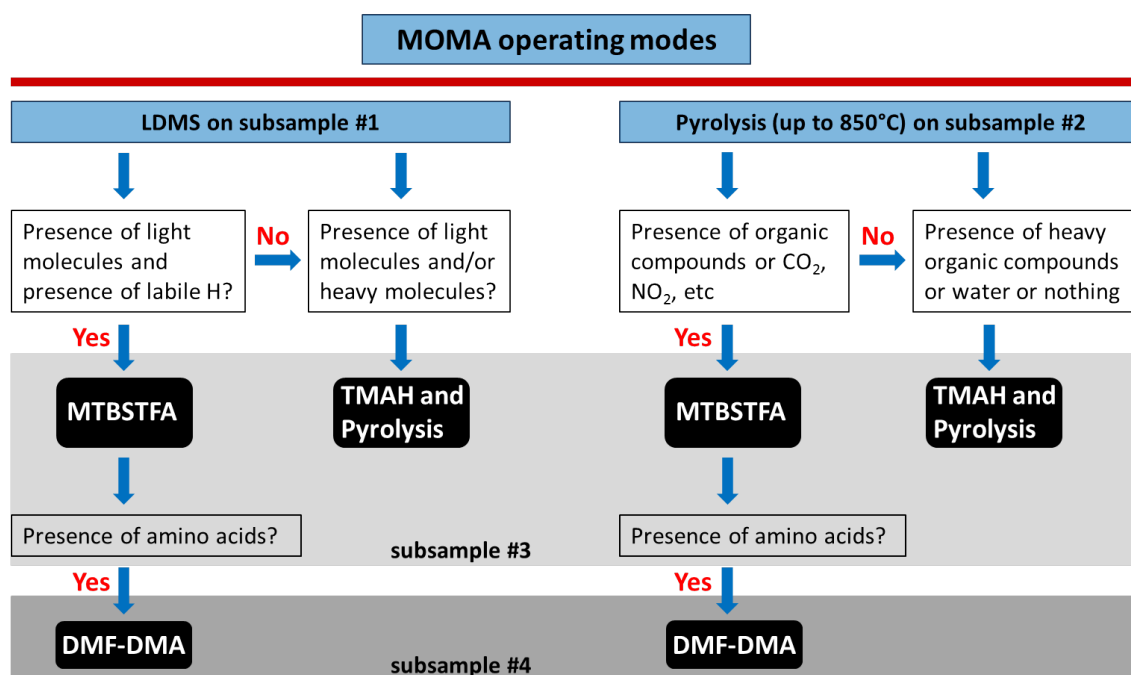 MOMA operating modes
LDMS on subsample #1
Pyrolysis (up to 850°C) on subsample #2
Presence of light
molecules and
presence of labile H?
No
Presence of light
molecules and/or
heavy molecules?
Presence of organic
compounds or CO₂,
NO₂, etc
No
Presence of heavy
organic compounds
or water or nothing
Yes
Yes
MTBSTFA
TMAH and
Pyrolysis
MTBSTFA
TMAH and
Pyrolysis
Presence of amino acids?
subsample #3
Presence of amino acids?
Yes
Yes
DMF-DMA
subsample #4
DMF-DMA